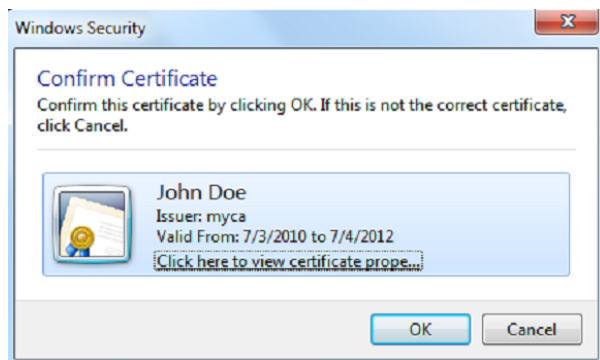 Windows Security
Confirm Certificate
Confirm this certificate by clicking OK. If this is not the correct certificate,
click Cancel.
John Doe
Issuer: myca
Valid From: 7/3/2010 to 7/4/2012
Click here to view certificate prope...
OK Cancel